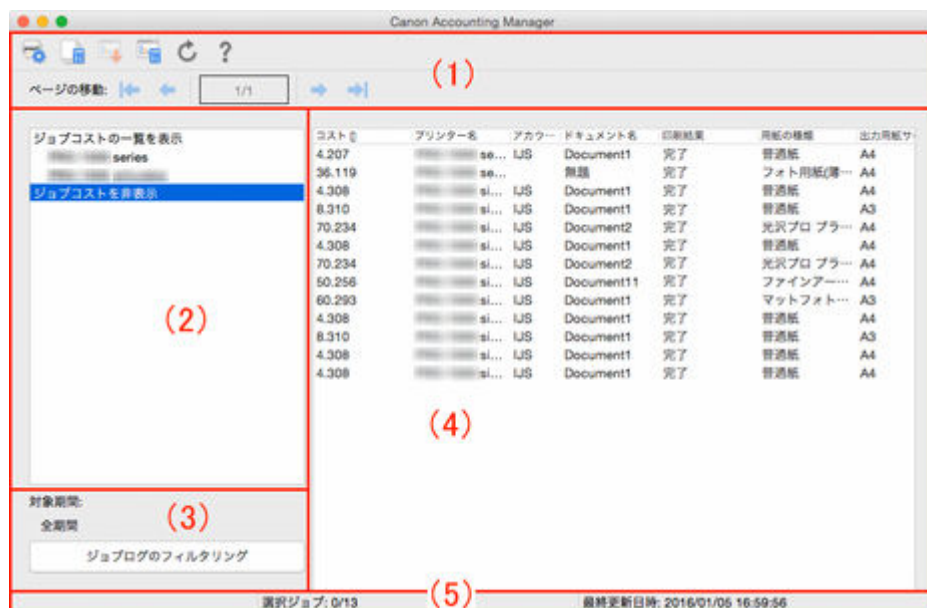 Canon Accounting Manager
?
(1)
ページの移動:
1/1
ジョブコストの一覧を表示
series
ジョブコストを非表示
(2)
対象期間:
全期間
(3)
ジョブログのフィルタリング
コスト プリンター名 アカウ… ドキュメント名 印刷結果 用紙の種類 出力用紙サ
4.207 se... IJS Document1 完了 普通紙 A4
36.119 se... 無題 完了 フォト用紙(薄… A4
4.308 si... IJS Document1 完了 普通紙 A4
8.310 si... IJS Document1 完了 普通紙 A3
70.234 si... IJS Document2 完了 光沢プロ プラ… A4
4.308 si... IJS Document1 完了 普通紙 A4
70.234 si... IJS Document2 完了 光沢プロ プラ… A4
50.256 si... IJS Document11 完了 ファインアー… A4
60.293 si... IJS Document1 完了 マットフォト… A3
4.308 si... IJS Document1 完了 普通紙 A4
8.310 si... IJS Document1 完了 普通紙 A3
4.308 si... IJS Document1 完了 普通紙 A4
4.308 si... IJS Document1 完了 普通紙 A4
(4)
選択ジョブ: 0/13
(5)
最終更新日時: 2016/01/05 16:59:56